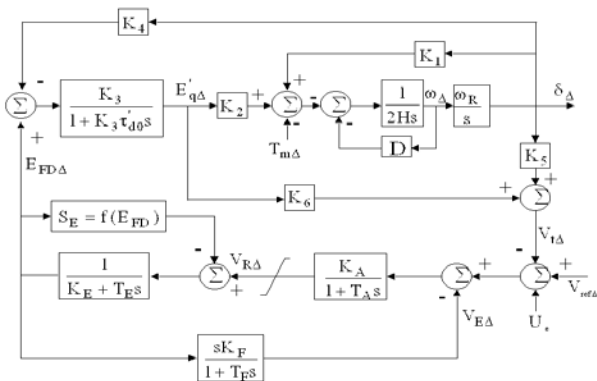 K₄
K₁
K₃
1 + K₃τ'd0s
E'qΔ
K₂
Σ
Σ
Σ
1
2Hs
ωΔ
ωR
s
δΔ
TmΔ
D
K₅
EFDΔ
K₆
Σ
SE = f(EFD)
VtΔ
1
KE + TEs
Σ
VRΔ
KA
1 + TAs
Σ
Σ
VrefΔ
VEΔ
Us
sKF
1 + TFs